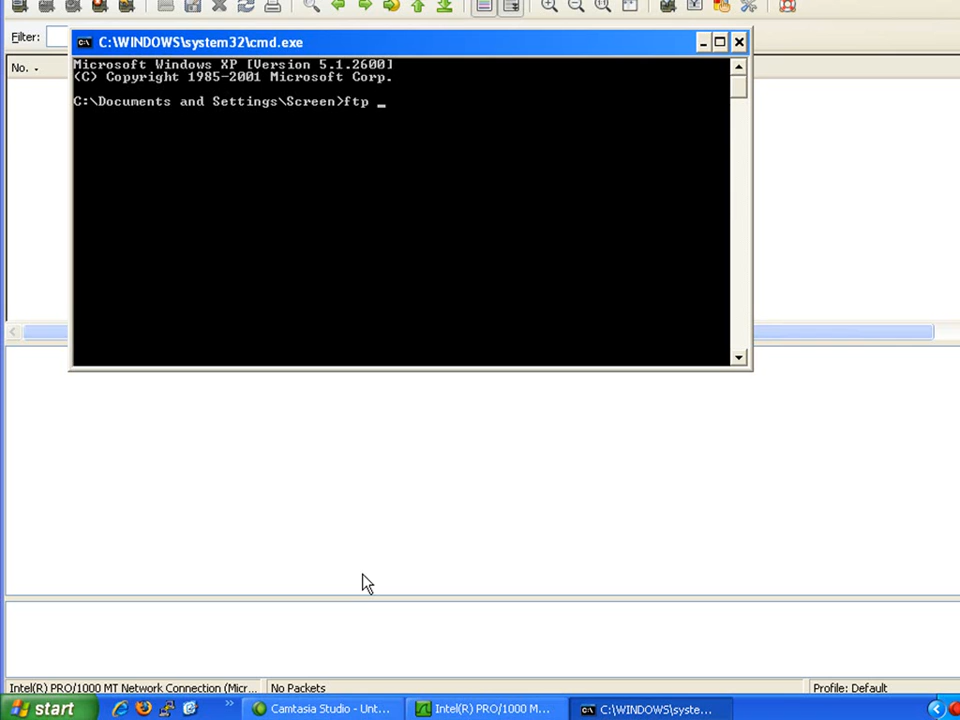 Filter:
C:\WINDOWS\system32\cmd.exe
No.
Microsoft Windows XP [Version 5.1.2600]
(C) Copyright 1985-2001 Microsoft Corp.
C:\Documents and Settings\Screen>ftp _
Intel(R) PRO/1000 MT Network Connection (Micr... No Packets Profile: Default
start Camtasia Studio - Unt... Intel(R) PRO/1000 M... C:\WINDOWS\syste...